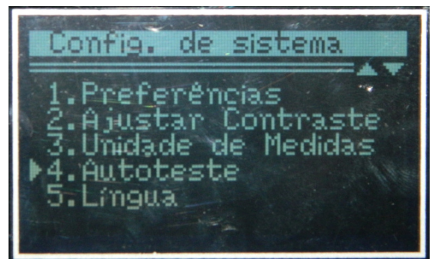 Config. de sistema
1.Preferências
2.Ajustar Contraste
3.Unidade de Medidas
4.Autoteste
5.Língua